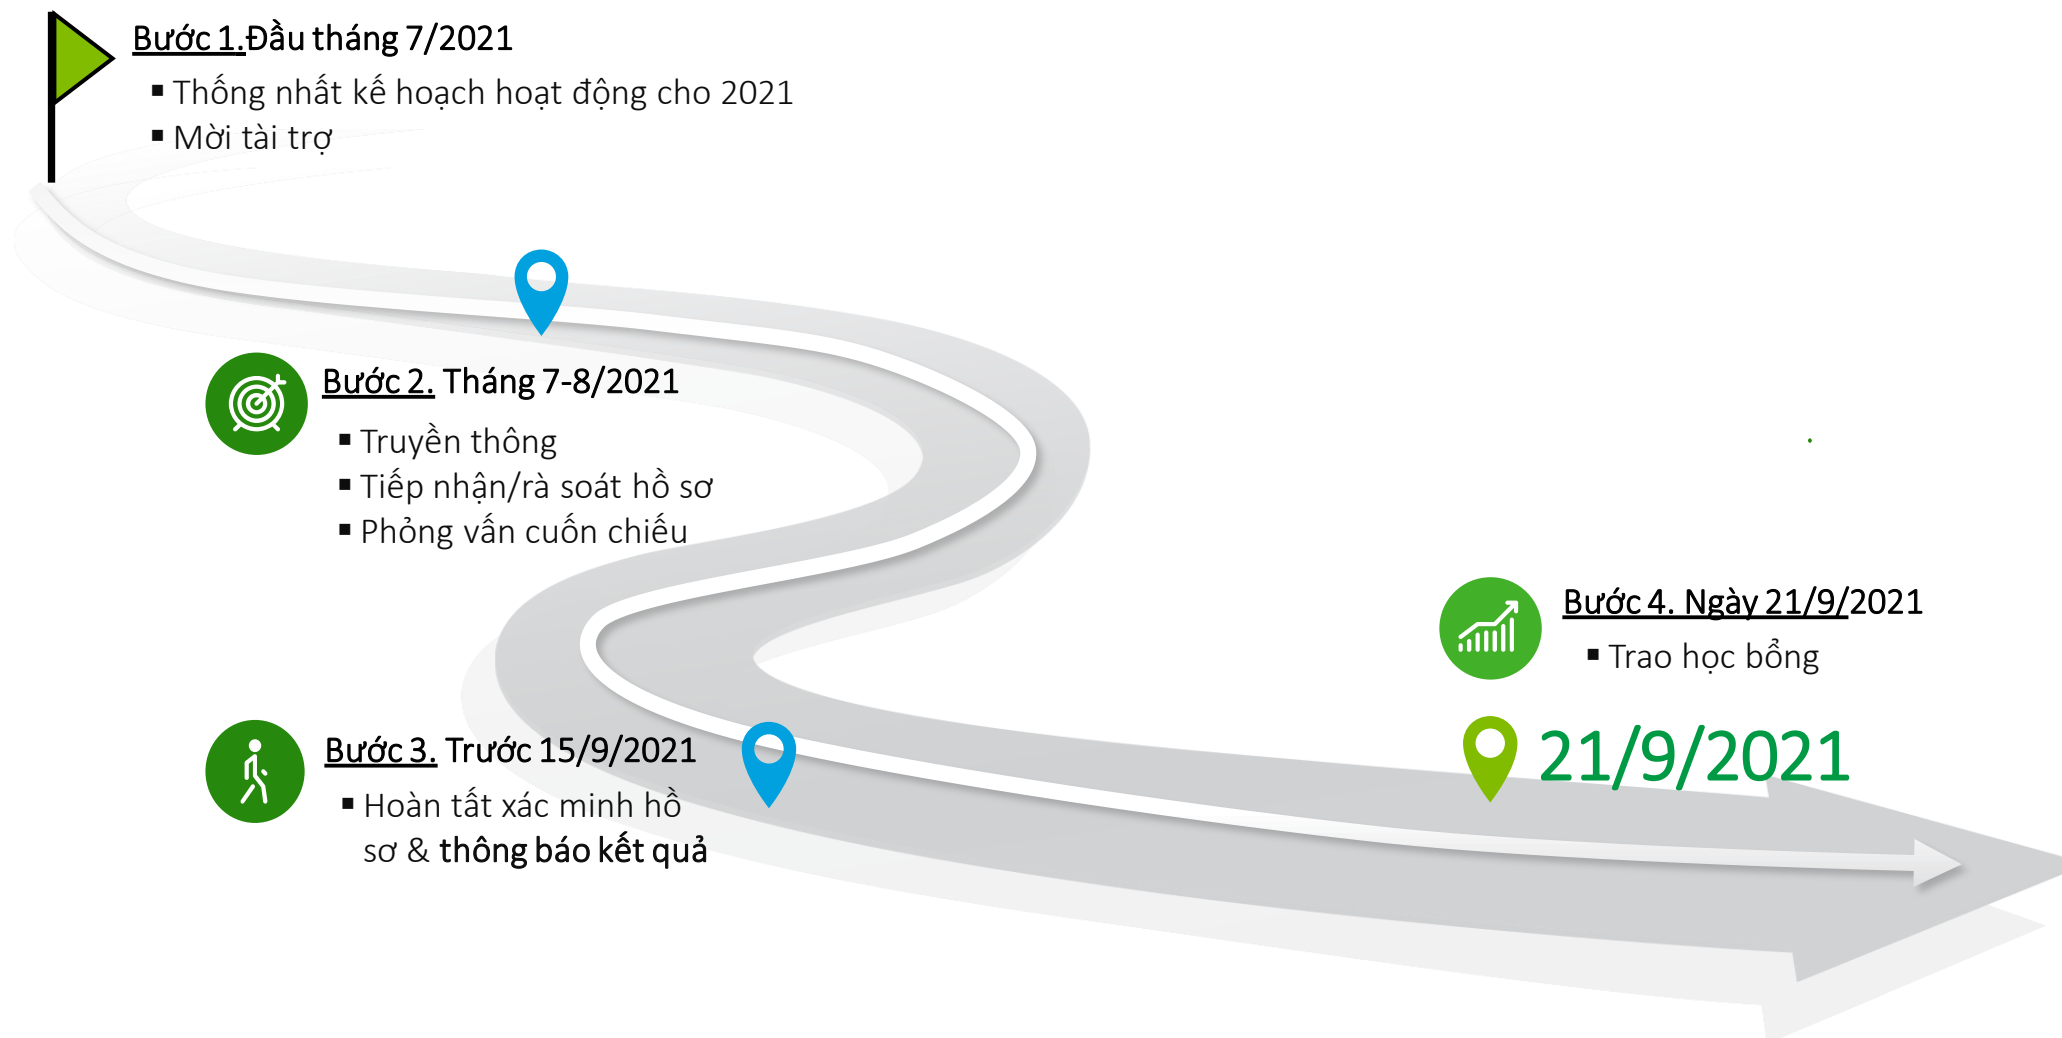 Bước 1.Đầu tháng 7/2021
▪ Thống nhất kế hoạch hoạt động cho 2021
▪ Mời tài trợ
Bước 2. Tháng 7-8/2021
▪ Truyền thông
▪ Tiếp nhận/rà soát hồ sơ
▪ Phỏng vấn cuốn chiếu
Bước 3. Trước 15/9/2021
▪ Hoàn tất xác minh hồ
sơ & thông báo kết quả
Bước 4. Ngày 21/9/2021
▪ Trao học bổng
21/9/2021